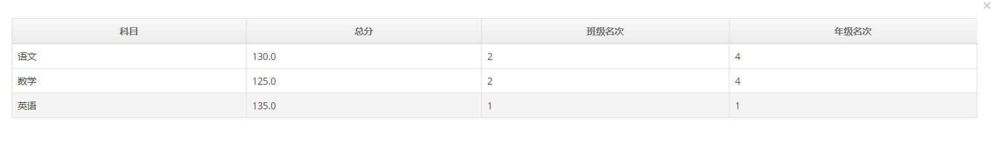 科目 总分 班级名次 年级名次
语文 130.0 2 4
数学 125.0 2 4
英语 135.0 1 1